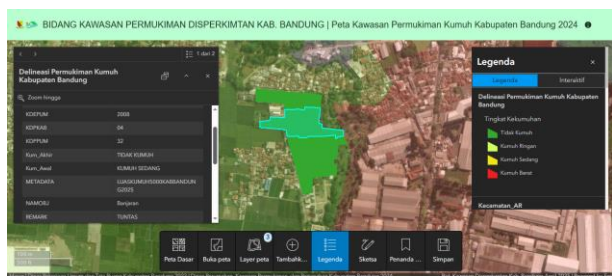 BIDANG KAWASAN PERMUKIMAN DISPERKIMTAN KAB. BANDUNG | Peta Kawasan Permukiman Kumuh Kabupaten Bandung 2024
1 dari 2
Delineasi Permukiman Kumuh
Kabupaten Bandung
Zoom hingga
KDEPUM 2008
KDPKAB 04
KDPPUM 32
Kum_Akhir TIDAK KUMUH
Kum_Awal KUMUH SEDANG
METADATA
NAMOBJ Banjaran
REMARK TUNTAS
Legenda
Legenda Interaktif
Delineasi Permukiman Kumuh Kabupaten
Bandung
Tingkat Kekumuhan
Tidak Kumuh
Kumuh Ringan
Kumuh Sedang
Kumuh Berat
Kecamatan_AR
3
Peta Dasar Buka peta Layer peta Tambahk... Legenda Sketsa Penanda ... Simpan